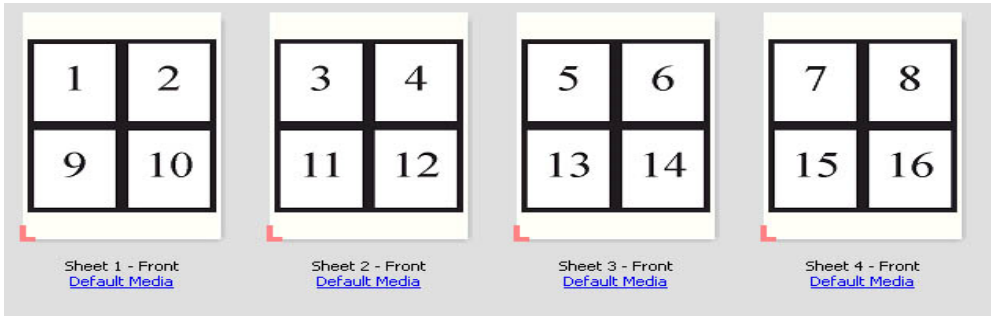 1 2 3 4 5 6 7 8
9 10 11 12 13 14 15 16
Sheet 1 - Front Sheet 2 - Front Sheet 3 - Front Sheet 4 - Front
Default Media Default Media Default Media Default Media